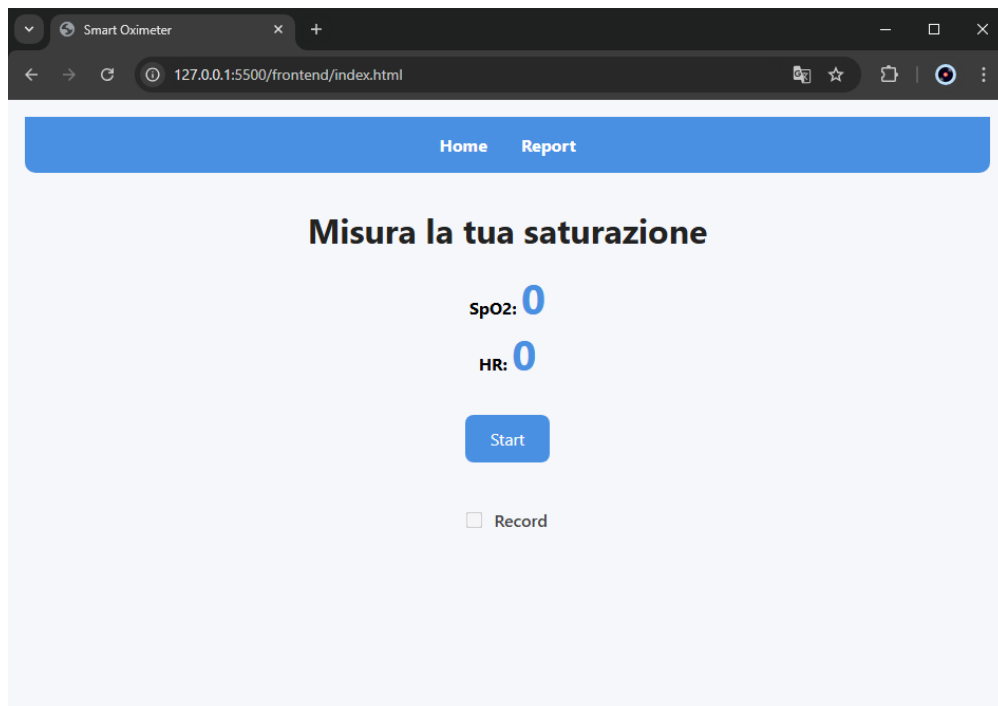 Smart Oximeter
127.0.0.1:5500/frontend/index.html
Home Report
Misura la tua saturazione
SpO2: 0
HR: 0
Start
Record